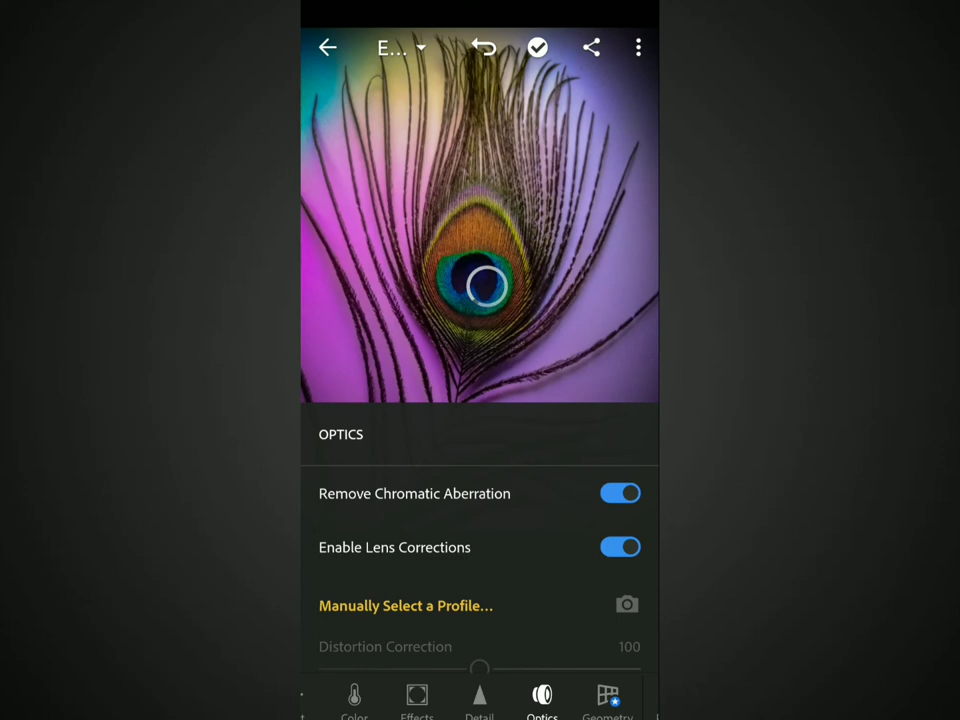 E...
OPTICS
Remove Chromatic Aberration
Enable Lens Corrections
Manually Select a Profile...
Distortion Correction 100
Color Effects Detail Optics Geometry